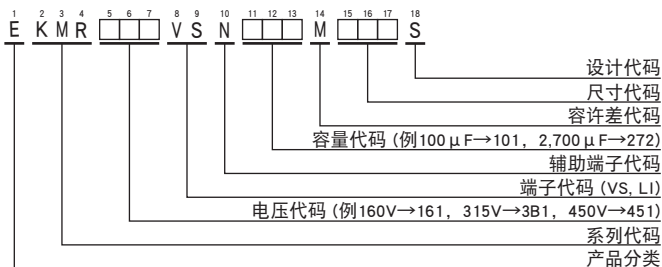 1 2 3 4 5 6 7 8 9 10 11 12 13 14 15 16 17 18
E K M R □□□ V S N □□□ M □□□ S
设计代码
尺寸代码
容许差代码
容量代码 (例100μF→101, 2,700μF→272)
辅助端子代码
端子代码 (VS, LI)
电压代码 (例160V→161, 315V→3B1, 450V→451)
系列代码
产品分类